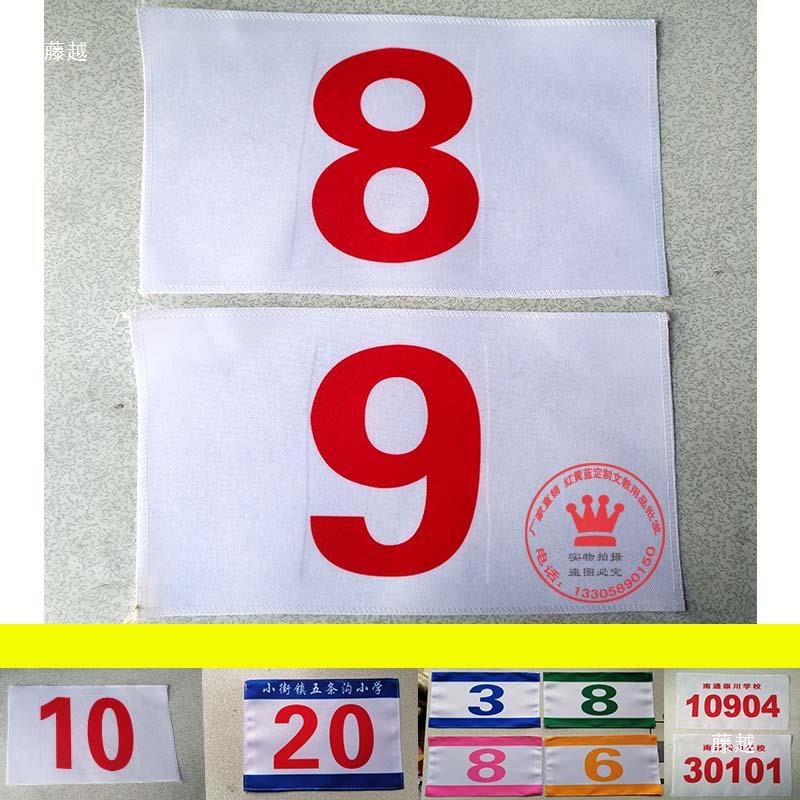 藤越
8
9
厂家直销 红黄蓝定制文教用品批发
实物拍摄
盗图必究
电话：13305890150
10
小街镇五条沟小学
20
3
8
8
6
南通崇川学校
10904
藤越
30101